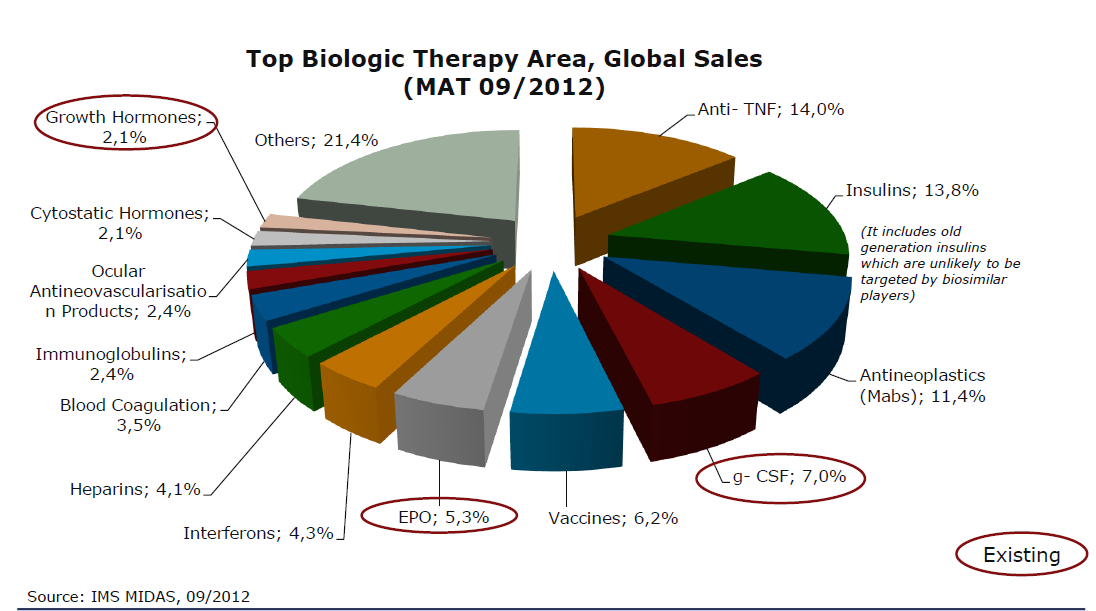 Top Biologic Therapy Area, Global Sales
(MAT 09/2012)
Anti- TNF; 14,0%
Insulins; 13,8%
(It includes old
generation insulins
which are unlikely to be
targeted by biosimilar
players)
Antineoplastics
(Mabs); 11,4%
g- CSF; 7,0%
Vaccines; 6,2%
EPO; 5,3%
Interferons; 4,3%
Heparins; 4,1%
Blood Coagulation;
3,5%
Immunoglobulins;
2,4%
Ocular
Antineovascularisatio
n Products; 2,4%
Cytostatic Hormones;
2,1%
Growth Hormones;
2,1%
Others; 21,4%
Existing
Source: IMS MIDAS, 09/2012